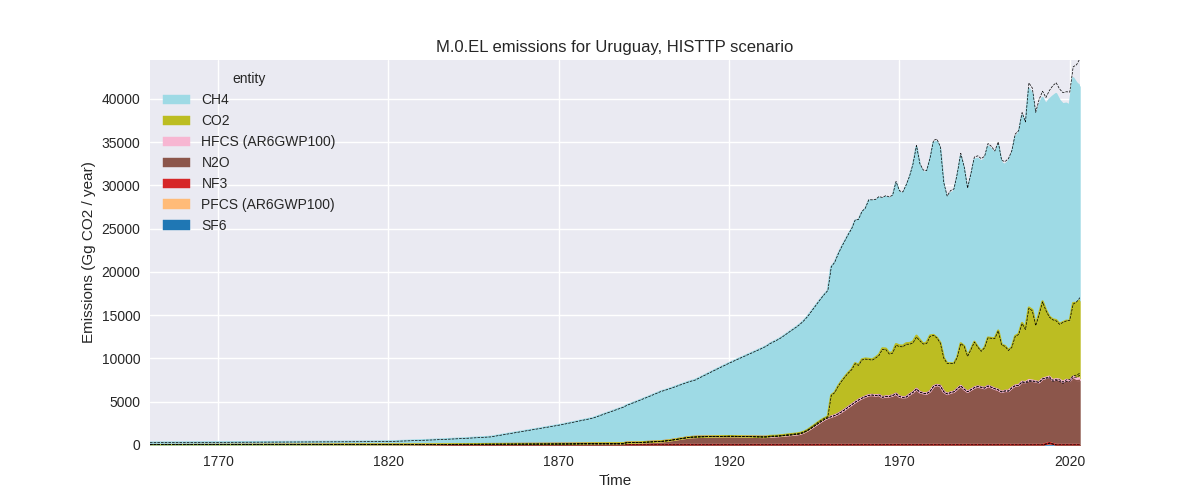 M.0.EL emissions for Uruguay, HISTTP scenario
entity
CH4
CO2
HFCS (AR6GWP100)
N2O
NF3
PFCS (AR6GWP100)
SF6
Emissions (Gg CO2 / year)
40000
35000
30000
25000
20000
15000
10000
5000
0
1770 1820 1870 1920 1970 2020
Time